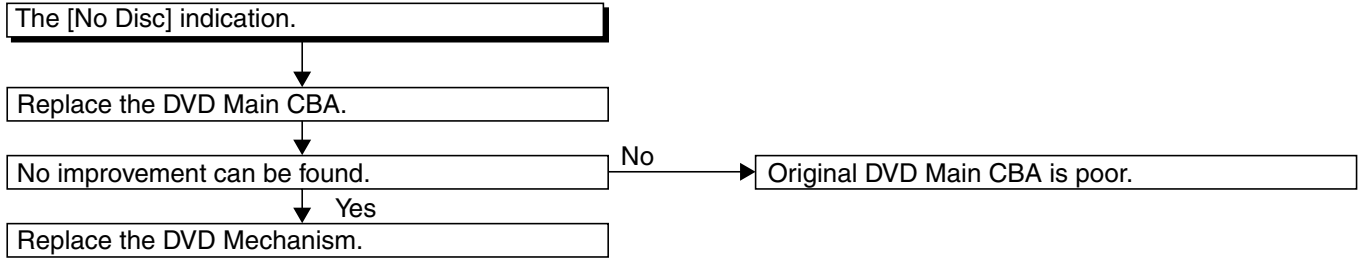 The [No Disc] indication.
Replace the DVD Main CBA.
No improvement can be found.
No
Original DVD Main CBA is poor.
Yes
Replace the DVD Mechanism.